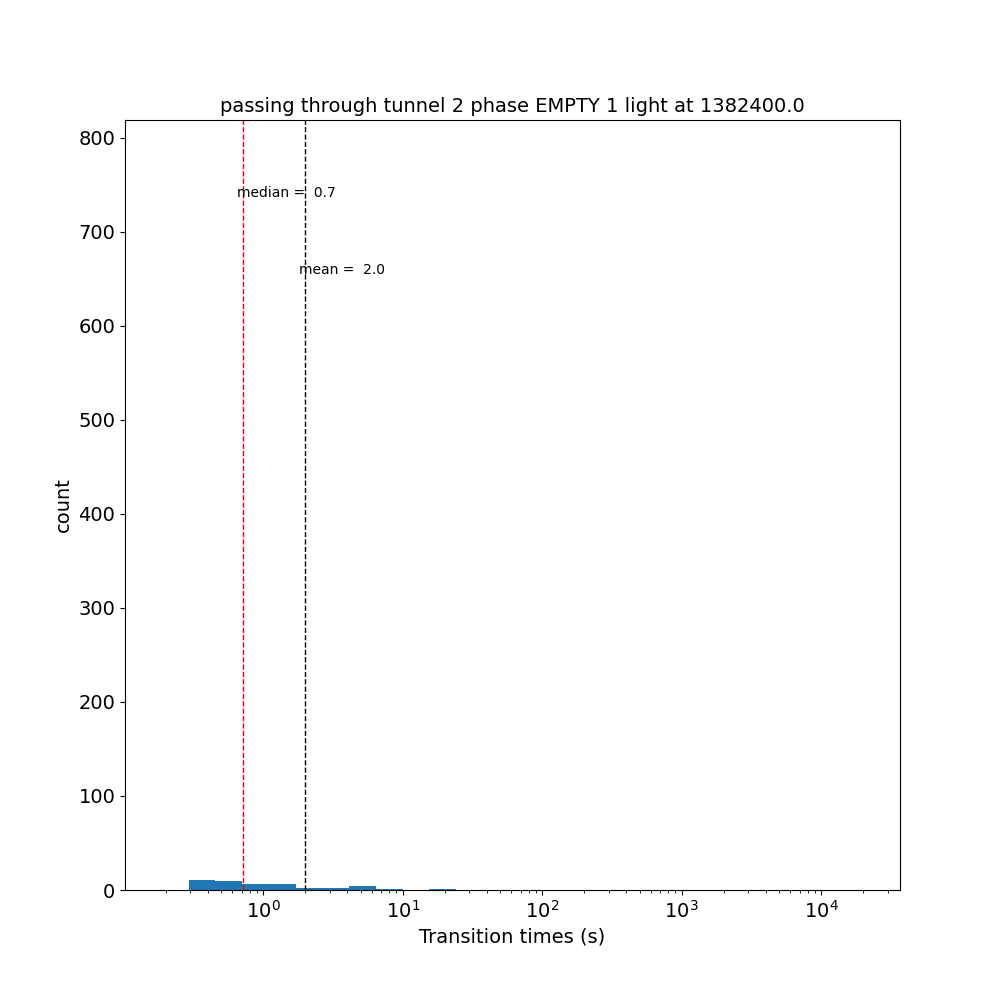 passing through tunnel 2 phase EMPTY 1 light at 1382400.0
800
median = 0.7
700
mean = 2.0
600
500
count
400
300
200
100
0
10^0 10^1 10^2 10^3 10^4
Transition times (s)